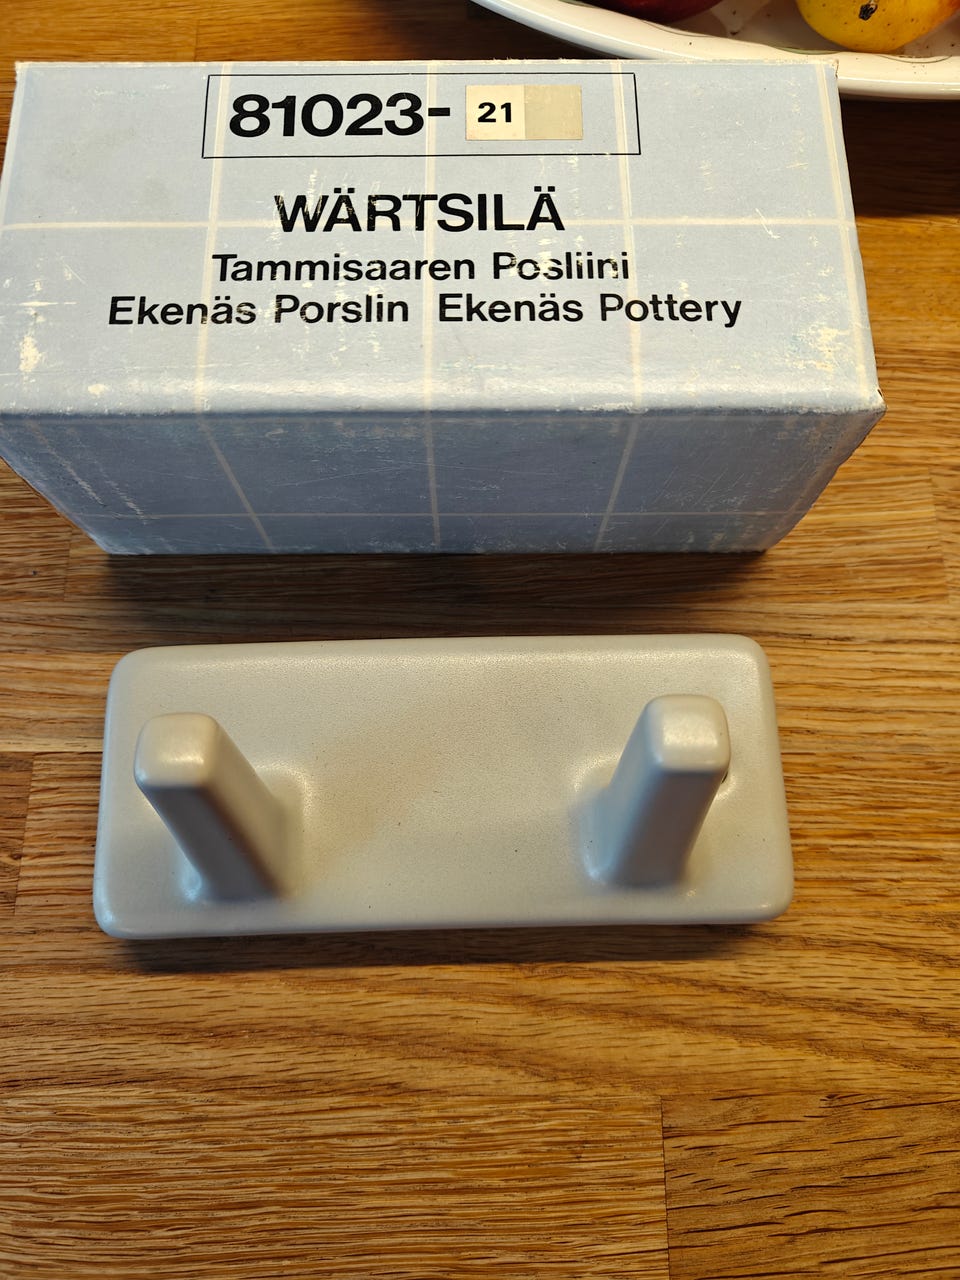 81023- 21
WÄRTSILÄ
Tammisaaren Posliini
Ekenäs Porslin Ekenäs Pottery